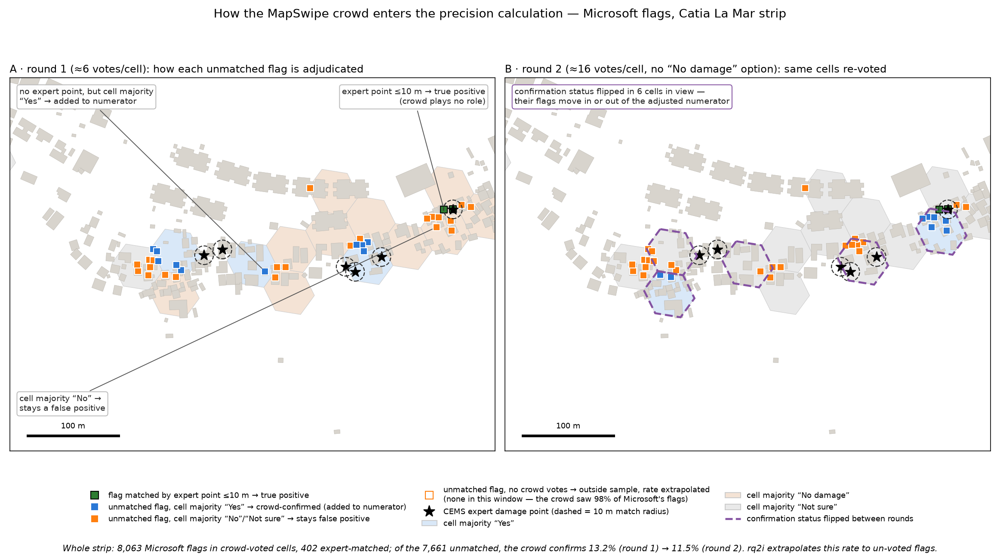 How the MapSwipe crowd enters the precision calculation — Microsoft flags, Catia La Mar strip
A · round 1 (≈6 votes/cell): how each unmatched flag is adjudicated
no expert point, but cell majority
“Yes” → added to numerator
expert point ≤10 m → true positive
(crowd plays no role)
cell majority “No” →
stays a false positive
100 m
B · round 2 (≈16 votes/cell, no “No damage” option): same cells re-voted
confirmation status flipped in 6 cells in view —
their flags move in or out of the adjusted numerator
100 m
flag matched by expert point ≤10 m → true positive
unmatched flag, cell majority “Yes” → crowd-confirmed (added to numerator)
unmatched flag, cell majority “No”/“Not sure” → stays false positive
unmatched flag, no crowd votes → outside sample, rate extrapolated
(none in this window — the crowd saw 98% of Microsoft's flags)
CEMS expert damage point (dashed = 10 m match radius)
cell majority “Yes”
cell majority “No damage”
cell majority “Not sure”
confirmation status flipped between rounds
Whole strip: 8,063 Microsoft flags in crowd-voted cells, 402 expert-matched; of the 7,661 unmatched, the crowd confirms 13.2% (round 1) → 11.5% (round 2). rq2i extrapolates this rate to un-voted flags.